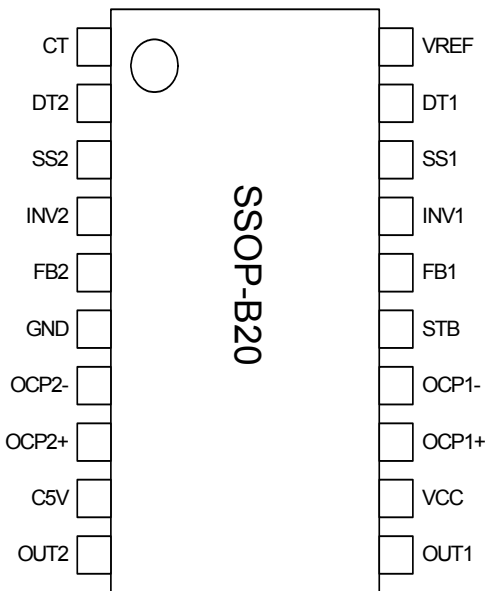 CT VREF
DT2 DT1
SS2 SS1
INV2 INV1
FB2 FB1
GND STB
OCP2- OCP1-
OCP2+ OCP1+
C5V VCC
OUT2 OUT1
SSOP-B20